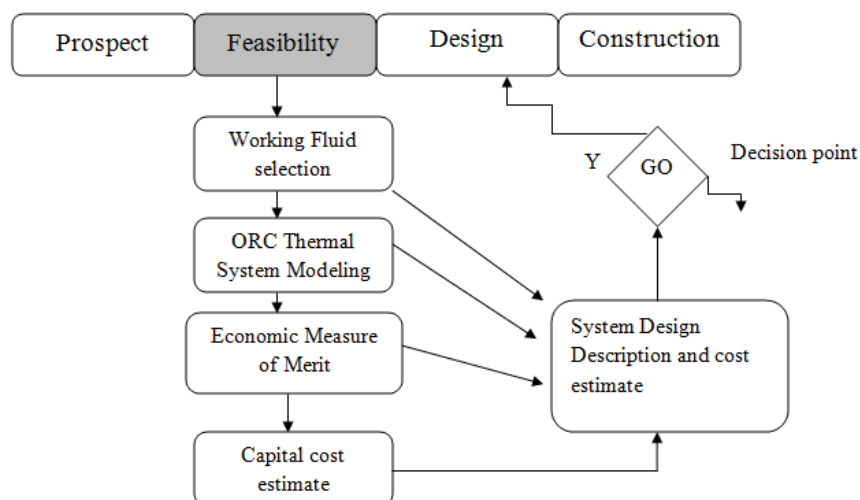 Prospect
Feasibility
Design
Construction
Working Fluid
selection
Y
GO
Decision point
ORC Thermal
System Modeling
Economic Measure
of Merit
System Design
Description and cost
estimate
Capital cost
estimate